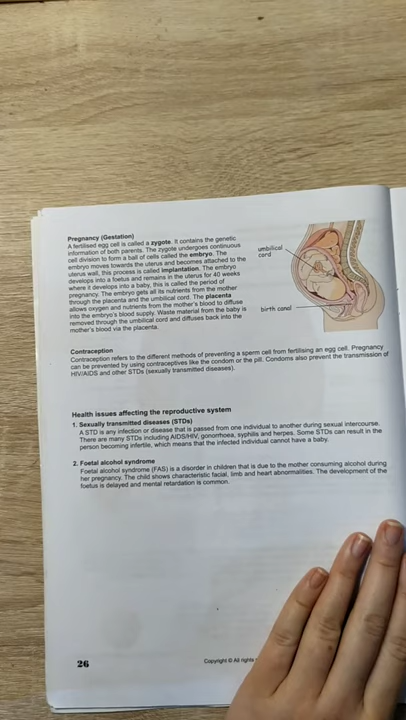 Pregnancy (Gestation)
A fertilised egg cell is called a zygote. It contains the genetic
information of both parents. The zygote undergoes continuous
cell division to form a ball of cells called the embryo. The
embryo moves towards the uterus and becomes attached to the
uterus wall, this process is called implantation. The embryo
develops into a foetus and remains in the uterus for 40 weeks
where it develops into a baby, this is called the period of
pregnancy. The embryo gets all its nutrients from the mother
through the placenta and the umbilical cord. The placenta
allows oxygen and nutrients from the mother's blood to diffuse
into the embryo's blood supply. Waste material from the baby is
removed through the umbilical cord and diffuses back into the
mother's blood via the placenta.
umbilical
cord
birth canal
Contraception
Contraception refers to the different methods of preventing a sperm cell from fertilising an egg cell. Pregnancy
can be prevented by using contraceptives like the condom or the pill. Condoms also prevent the transmission of
HIV/AIDS and other STDs (sexually transmitted diseases).
Health issues affecting the reproductive system
1. Sexually transmitted diseases (STDs)
A STD is any infection or disease that is passed from one individual to another during sexual intercourse.
There are many STDs including AIDS/HIV, gonorrhoea, syphilis and herpes. Some STDs can result in the
person becoming infertile, which means that the infected individual cannot have a baby.
2. Foetal alcohol syndrome
Foetal alcohol syndrome (FAS) is a disorder in children that is due to the mother consuming alcohol during
her pregnancy. The child shows characteristic facial, limb and heart abnormalities. The development of the
foetus is delayed and mental retardation is common.
26
Copyright © All rights